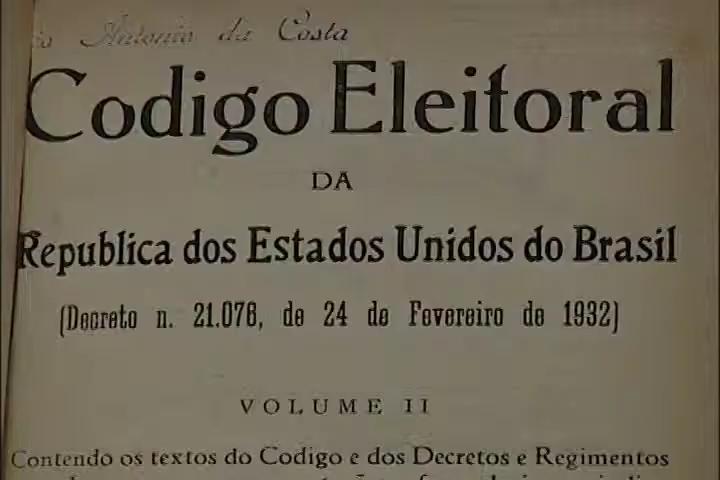 Antonio da Costa
Codigo Eleitoral
DA
Republica dos Estados Unidos do Brasil
(Decreto n. 21.076, de 24 de Fevereiro de 1932)
VOLUME II
Contendo os textos do Codigo e dos Decretos e Regimentos